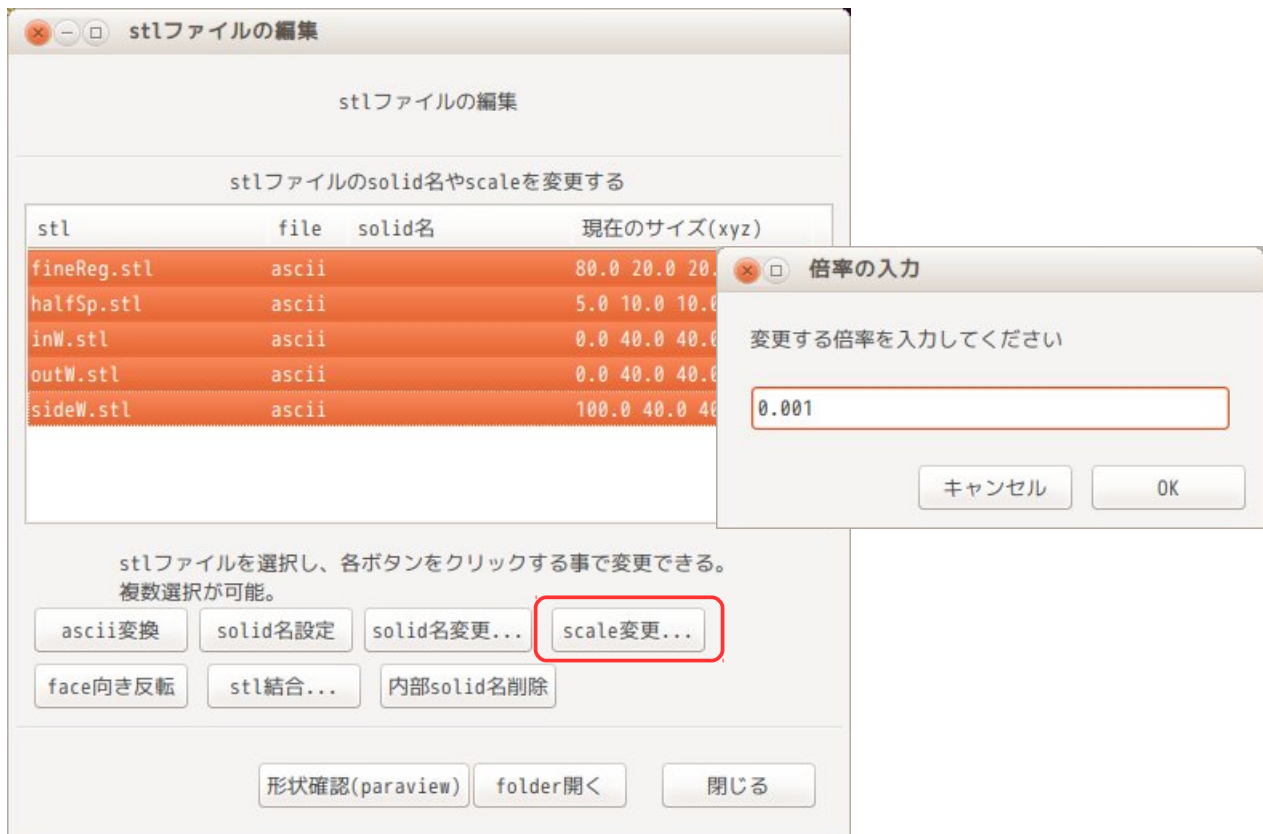 stlファイルの編集
stlファイルの編集
stlファイルのsolid名やscaleを変更する
stl file solid名 現在のサイズ(xyz)
fineReg.stl ascii 80.0 20.0 20.
halfSp.stl ascii 5.0 10.0 10.0
inW.stl ascii 0.0 40.0 40.0
outW.stl ascii 0.0 40.0 40.0
sideW.stl ascii 100.0 40.0 40
倍率の入力
変更する倍率を入力してください
0.001
キャンセル OK
stlファイルを選択し、各ボタンをクリックする事で変更できる。
複数選択が可能。
ascii変換 solid名設定 solid名変更... scale変更...
face向き反転 stl結合... 内部solid名削除
形状確認(paraview) folder開く 閉じる